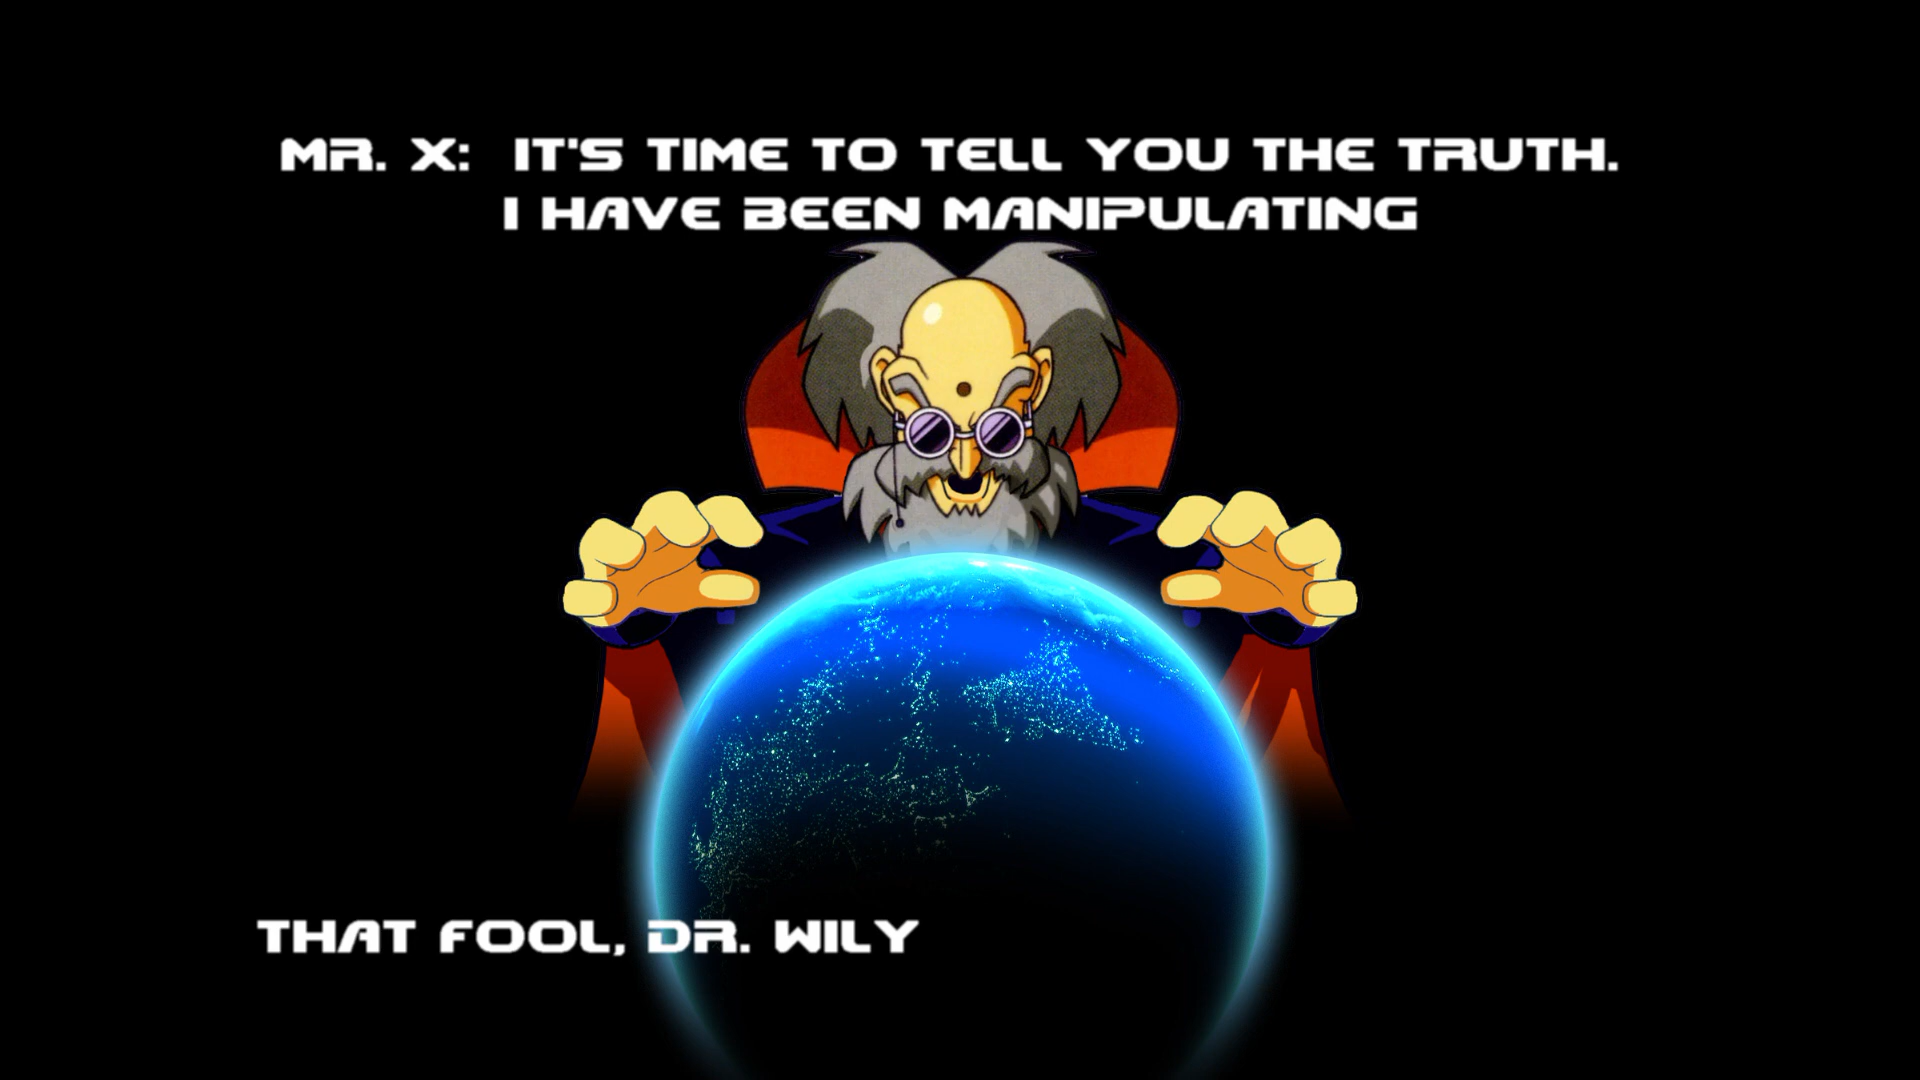 MR. X: IT'S TIME TO TELL YOU THE TRUTH.
I HAVE BEEN MANIPULATING
THAT FOOL, DR. WILY